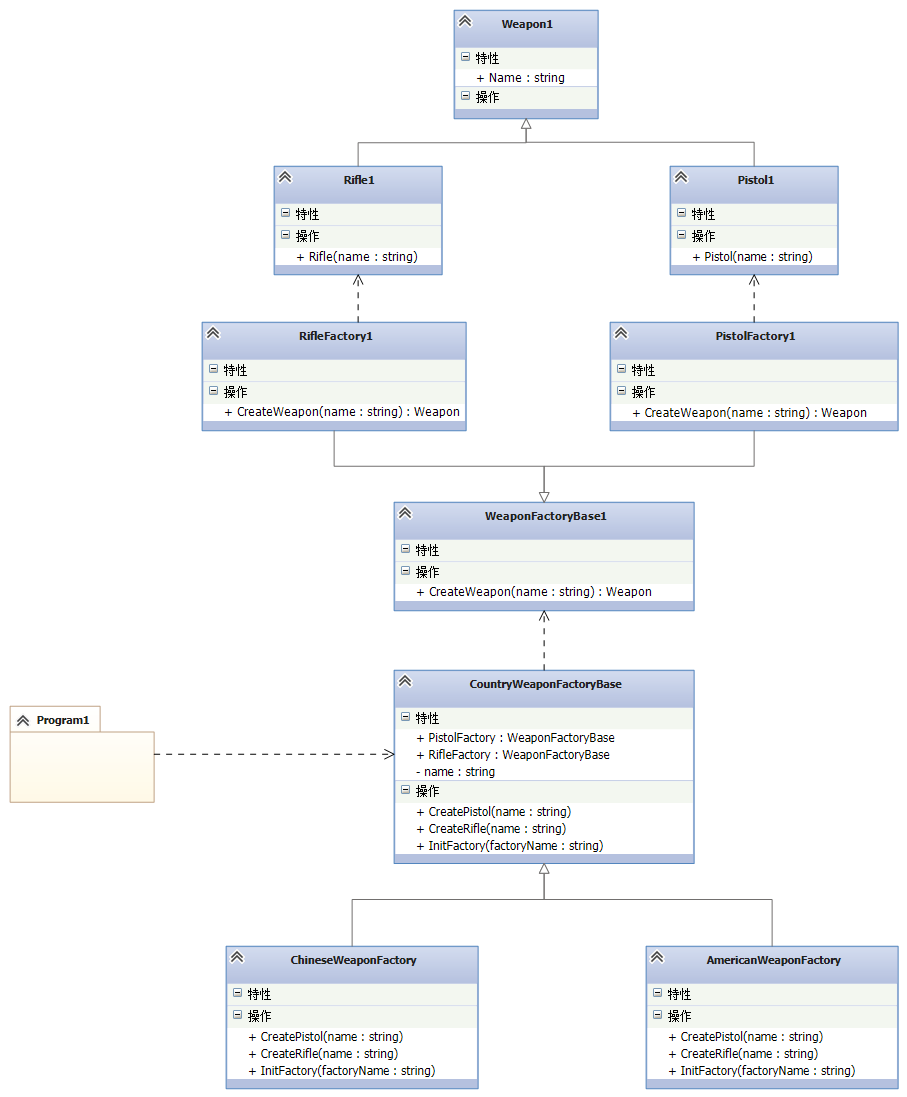 Weapon1
特性
+ Name : string
操作
Rifle1
特性
操作
+ Rifle(name : string)
Pistol1
特性
操作
+ Pistol(name : string)
RifleFactory1
特性
操作
+ CreateWeapon(name : string) : Weapon
PistolFactory1
特性
操作
+ CreateWeapon(name : string) : Weapon
WeaponFactoryBase1
特性
操作
+ CreateWeapon(name : string) : Weapon
Program1
CountryWeaponFactoryBase
特性
+ PistolFactory : WeaponFactoryBase
+ RifleFactory : WeaponFactoryBase
- name : string
操作
+ CreatePistol(name : string)
+ CreateRifle(name : string)
+ InitFactory(factoryName : string)
ChineseWeaponFactory
特性
操作
+ CreatePistol(name : string)
+ CreateRifle(name : string)
+ InitFactory(factoryName : string)
AmericanWeaponFactory
特性
操作
+ CreatePistol(name : string)
+ CreateRifle(name : string)
+ InitFactory(factoryName : string)